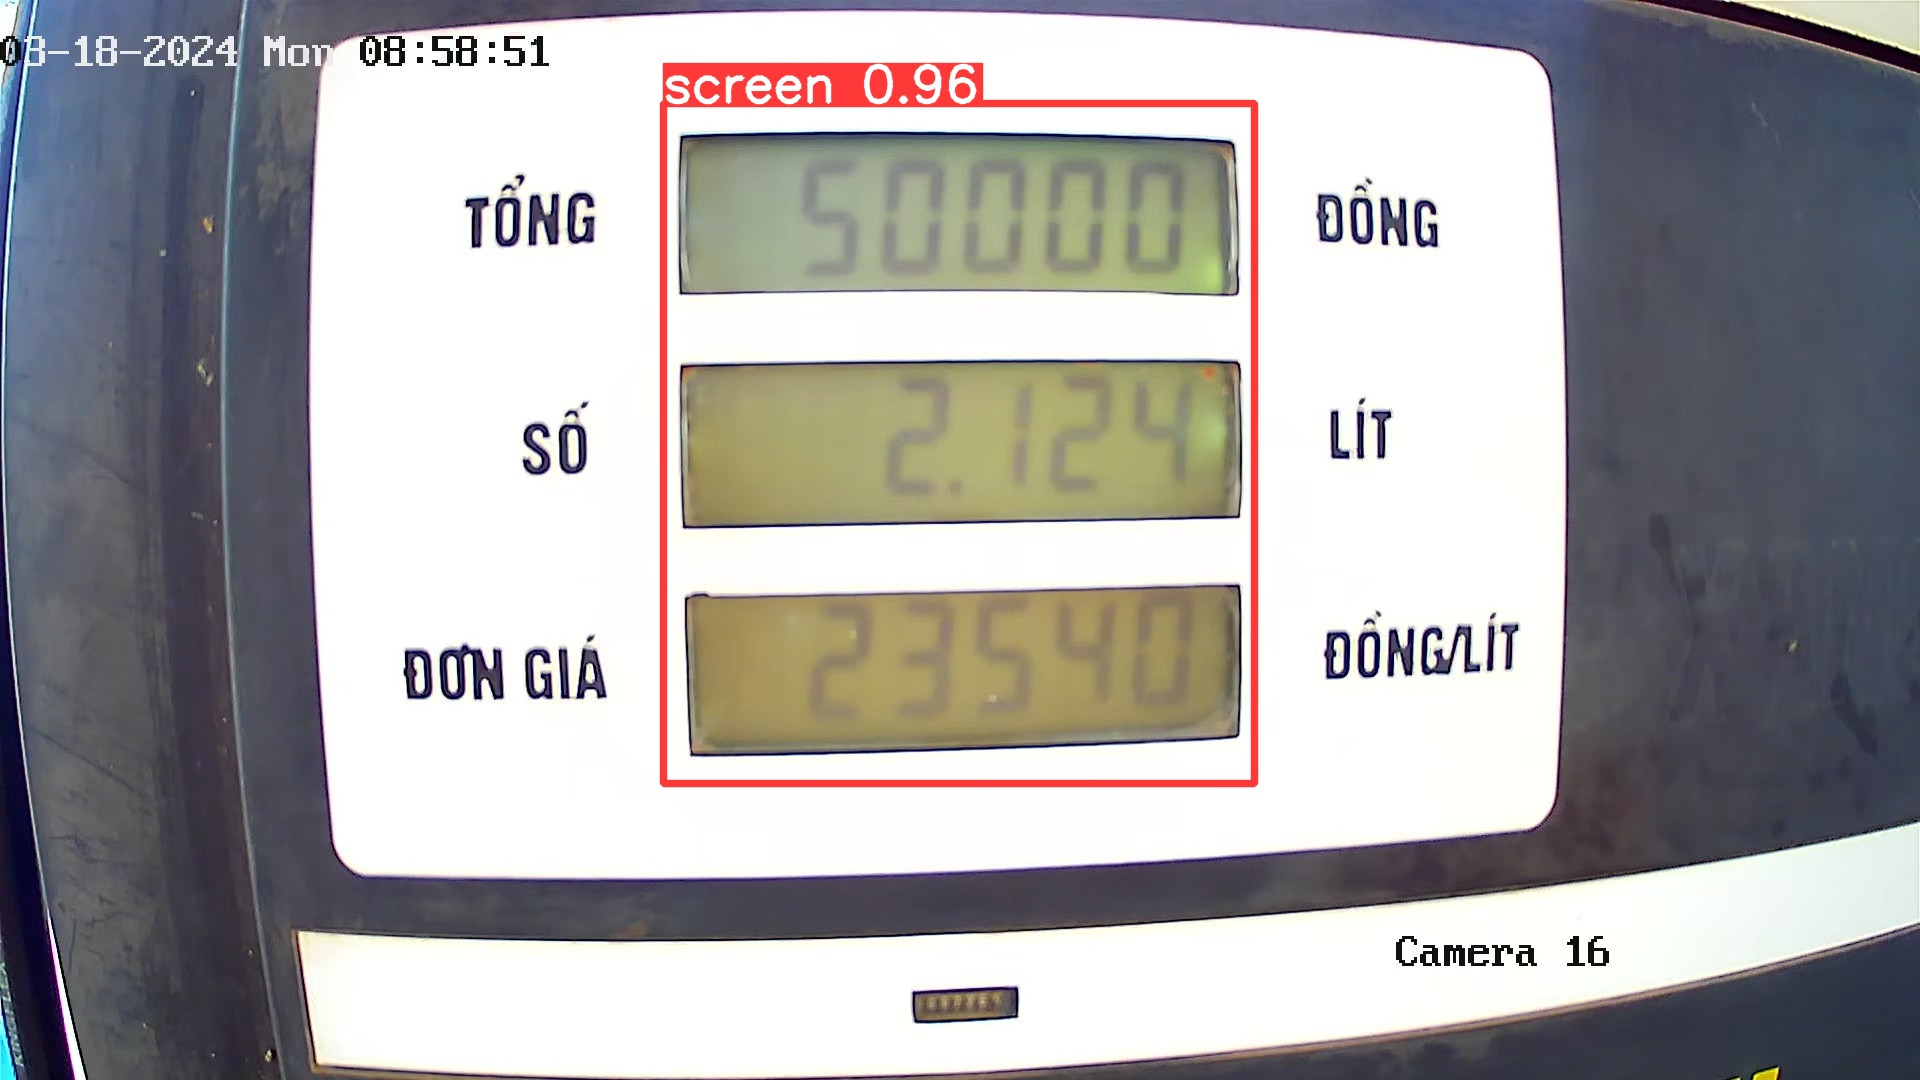 03-18-2024 Mon 08:58:51
screen 0.96
TỔNG 50000 ĐỒNG
SỐ 2.124 LÍT
ĐƠN GIÁ 23540 ĐỒNG/LÍT
Camera 16